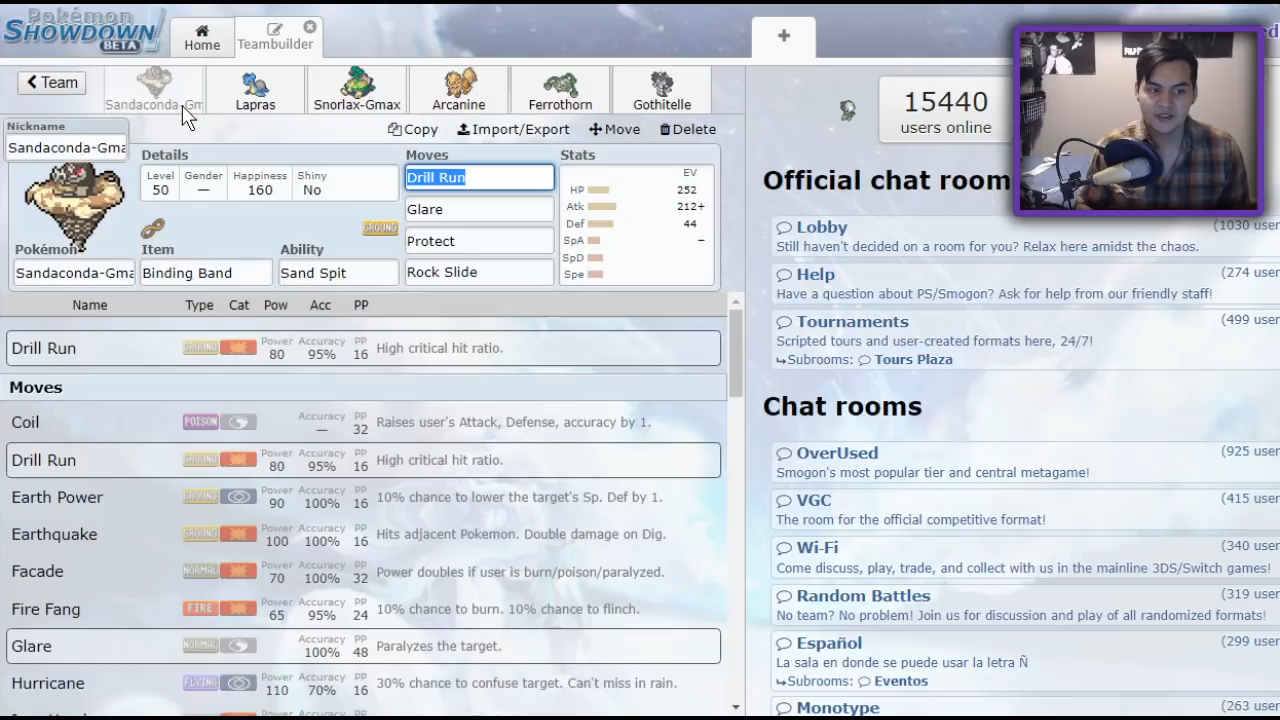 Pokémon
SHOWDOWN
BETA
Home
Teambuilder
+
Team
Sandaconda-Gm
Lapras
Snorlax-Gmax
Arcanine
Ferrothorn
Gothitelle
Copy
Import/Export
Move
Delete
Nickname
Sandaconda-Gma
Details
Level
50
Gender
—
Happiness
160
Shiny
No
GROUND
Pokémon
Sandaconda-Gma
Item
Binding Band
Ability
Sand Spit
Moves
Drill Run
Glare
Protect
Rock Slide
Stats
EV
HP 252
Atk 212+
Def 44
SpA –
SpD
Spe
Name Type Cat Pow Acc PP
Drill Run GROUND Power 80 Accuracy 95% PP 16 High critical hit ratio.
Moves
Coil POISON Accuracy — PP 32 Raises user's Attack, Defense, accuracy by 1.
Drill Run GROUND Power 80 Accuracy 95% PP 16 High critical hit ratio.
Earth Power GROUND Power 90 Accuracy 100% PP 16 10% chance to lower the target's Sp. Def by 1.
Earthquake GROUND Power 100 Accuracy 100% PP 16 Hits adjacent Pokemon. Double damage on Dig.
Facade NORMAL Power 70 Accuracy 100% PP 32 Power doubles if user is burn/poison/paralyzed.
Fire Fang FIRE Power 65 Accuracy 95% PP 24 10% chance to burn. 10% chance to flinch.
Glare NORMAL Accuracy 100% PP 48 Paralyzes the target.
Hurricane FLYING Power 110 Accuracy 70% PP 16 30% chance to confuse target. Can't miss in rain.
15440
users online
Official chat room
Lobby (1030 user
Still haven't decided on a room for you? Relax here amidst the chaos.
Help (274 user
Have a question about PS/Smogon? Ask for help from our friendly staff!
Tournaments (499 user
Scripted tours and user-created formats here, 24/7!
Subrooms: Tours Plaza
Chat rooms
OverUsed (925 user
Smogon's most popular tier and central metagame!
VGC (415 user
The room for the official competitive format!
Wi-Fi (340 user
Come discuss, play, trade, and collect with us in the mainline 3DS/Switch games!
Random Battles (319 user
No team? No problem! Join us for discussion and play of all randomized formats!
Español (299 user
La sala en donde se puede usar la letra Ñ
Subrooms: Eventos
Monotype (263 user